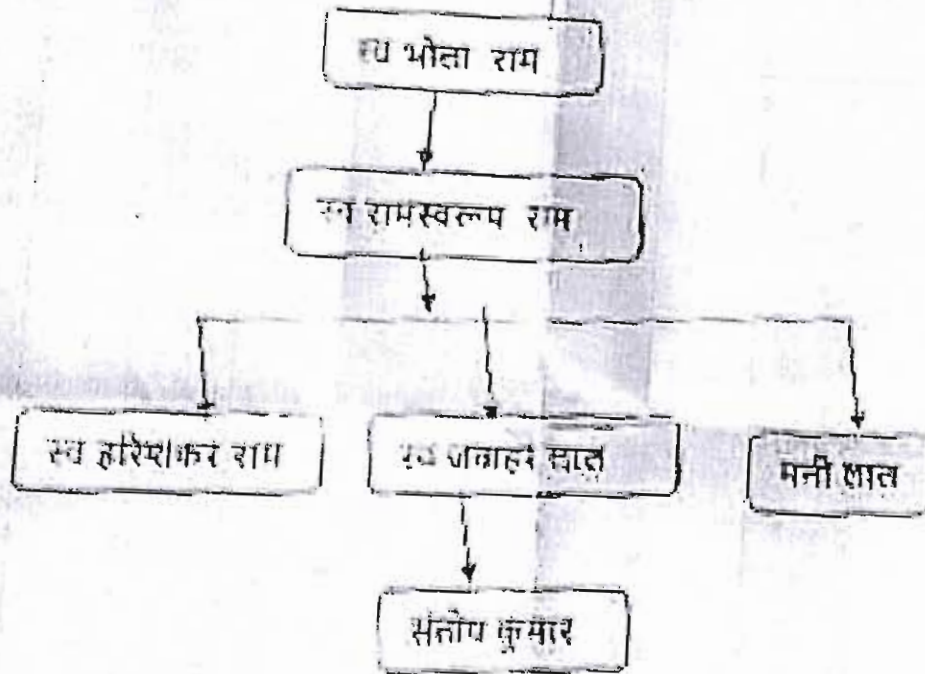 स्व भोला राम
स्व रामस्वरूप राम
स्व हरिशंकर राम
स्व जवाहर लाल
मनी लाल
संतोष कुमार